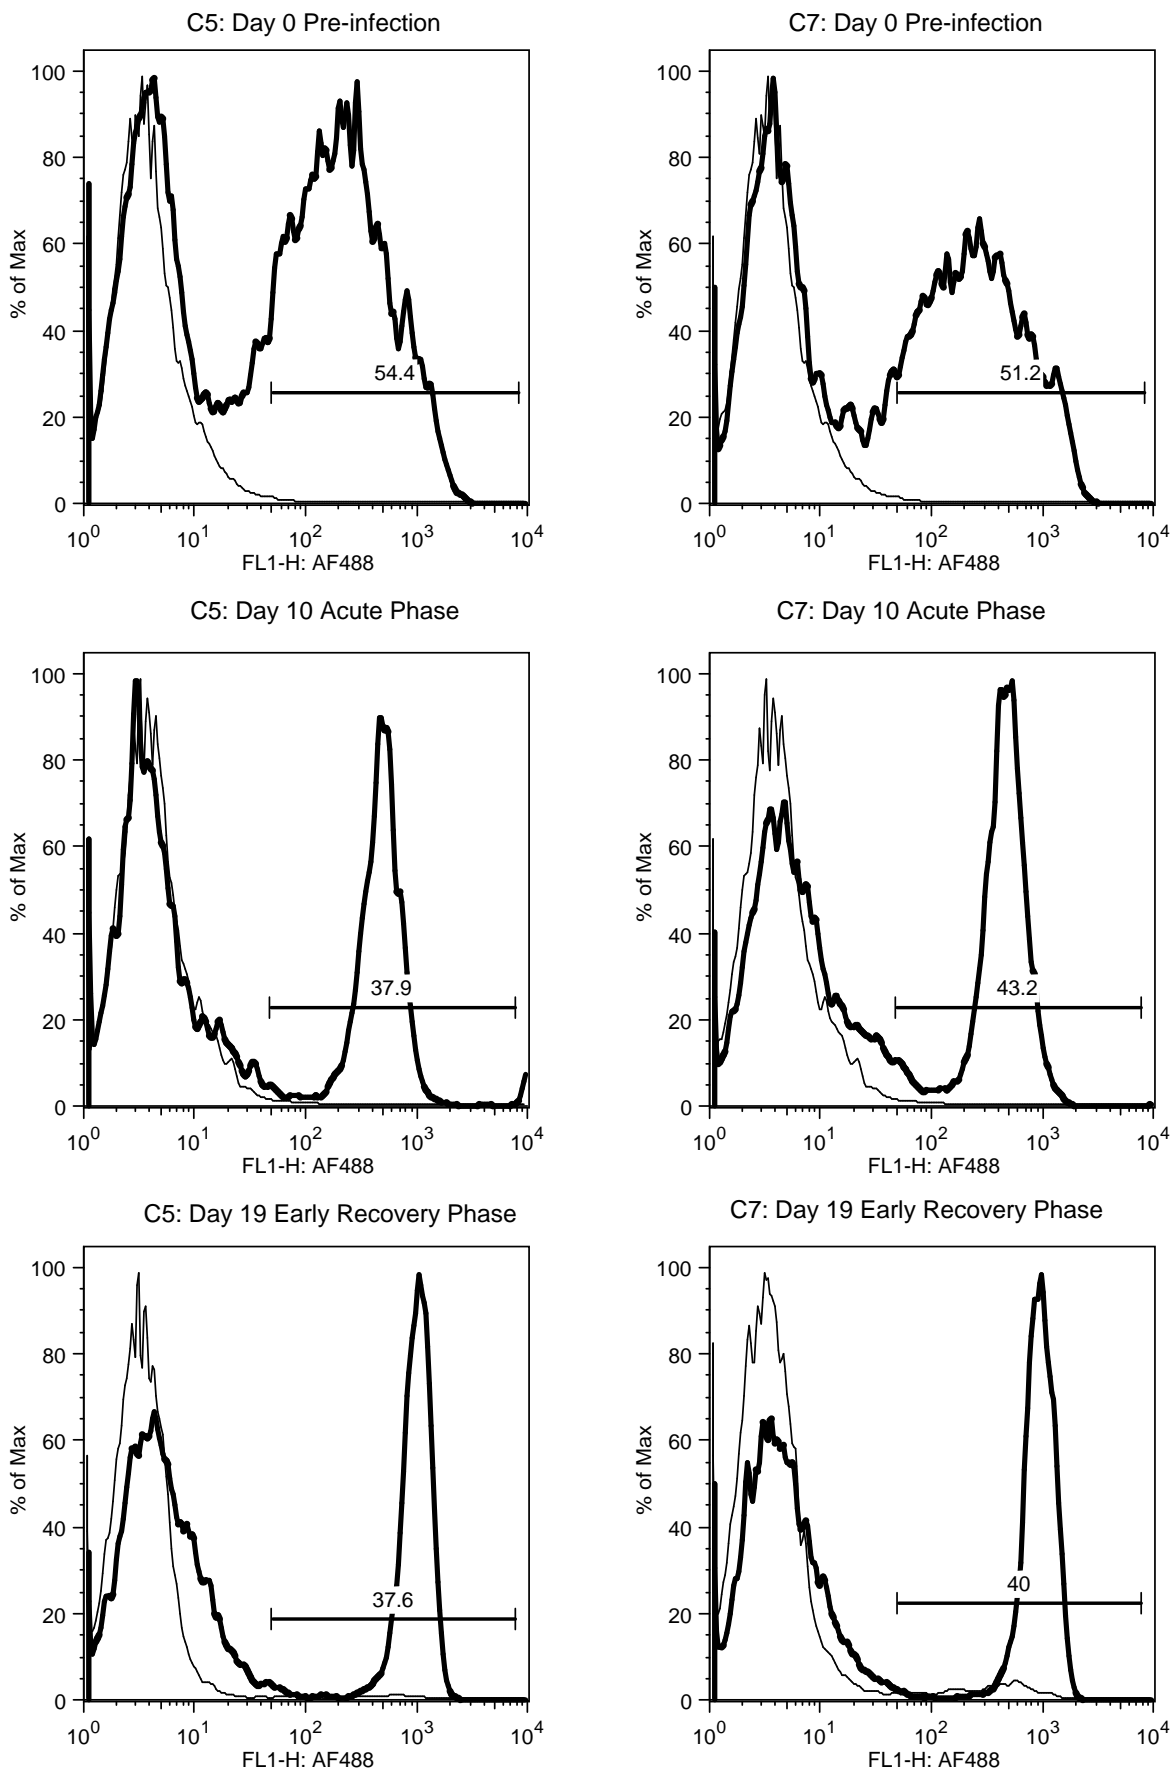 C5: Day 0 Pre-infection
100
80
60
40
20
0
% of Max
54.4
10^0 10^1 10^2 10^3 10^4
FL1-H: AF488
C7: Day 0 Pre-infection
100
80
60
40
20
0
% of Max
51.2
10^0 10^1 10^2 10^3 10^4
FL1-H: AF488
C5: Day 10 Acute Phase
100
80
60
40
20
0
% of Max
37.9
10^0 10^1 10^2 10^3 10^4
FL1-H: AF488
C7: Day 10 Acute Phase
100
80
60
40
20
0
% of Max
43.2
10^0 10^1 10^2 10^3 10^4
FL1-H: AF488
C5: Day 19 Early Recovery Phase
100
80
60
40
20
0
% of Max
37.6
10^0 10^1 10^2 10^3 10^4
FL1-H: AF488
C7: Day 19 Early Recovery Phase
100
80
60
40
20
0
% of Max
40
10^0 10^1 10^2 10^3 10^4
FL1-H: AF488